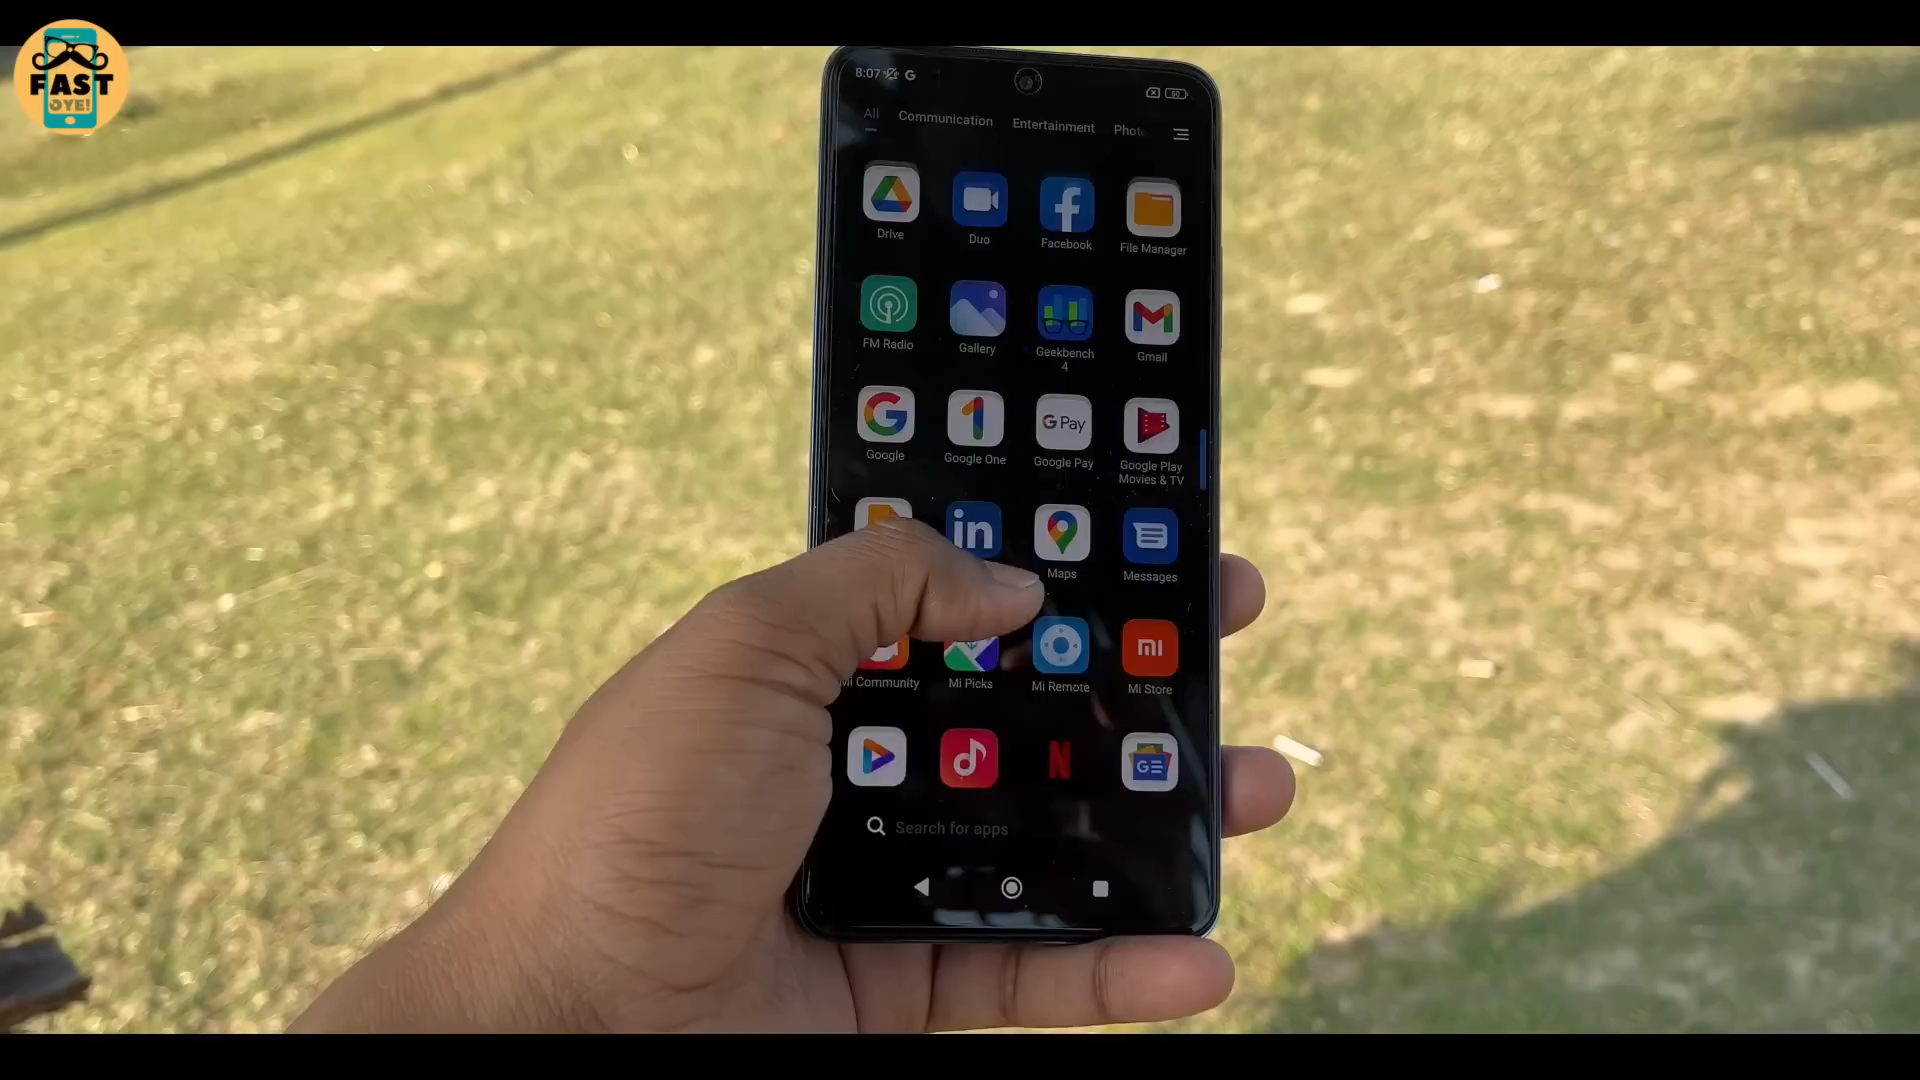 FAST
OYE!
8:07
50
All Communication Entertainment Phot
Drive Duo Facebook File Manager
FM Radio Gallery Geekbench
4
Gmail
G Pay
Google Google One Google Pay Google Play
Movies & TV
in
Maps Messages
Mi Community Mi Picks Mi Remote Mi Store
Search for apps